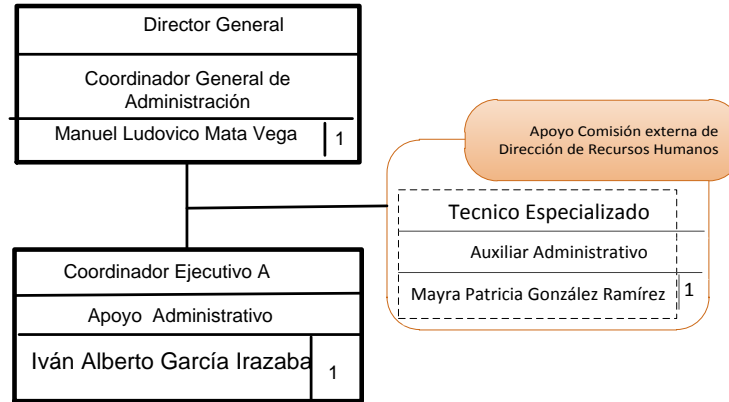 Director General
Coordinador General de
Administración
Manuel Ludovico Mata Vega 1
Apoyo Comisión externa de
Dirección de Recursos Humanos
Tecnico Especializado
Auxiliar Administrativo
Mayra Patricia González Ramírez 1
Coordinador Ejecutivo A
Apoyo Administrativo
Iván Alberto García Irazaba 1